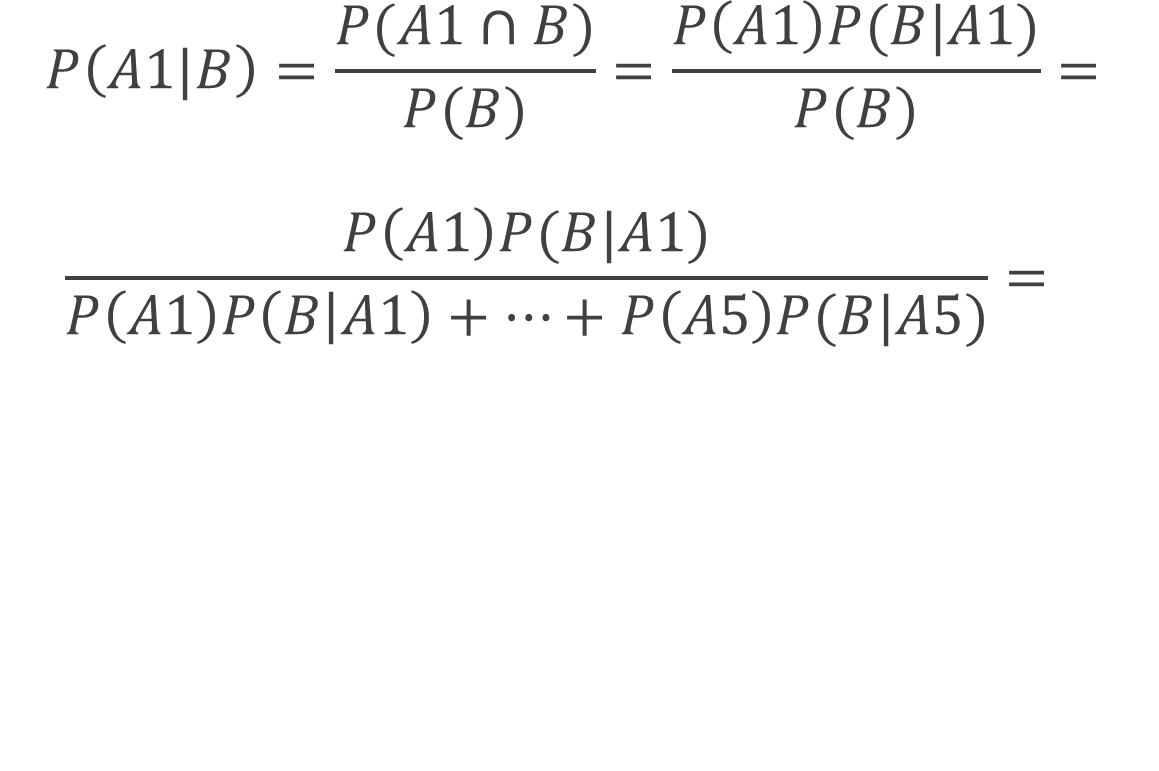 P(A1|B) = P(A1 ∩ B) / P(B) = P(A1)P(B|A1) / P(B) =
P(A1)P(B|A1) / P(A1)P(B|A1) + ⋯ + P(A5)P(B|A5) =